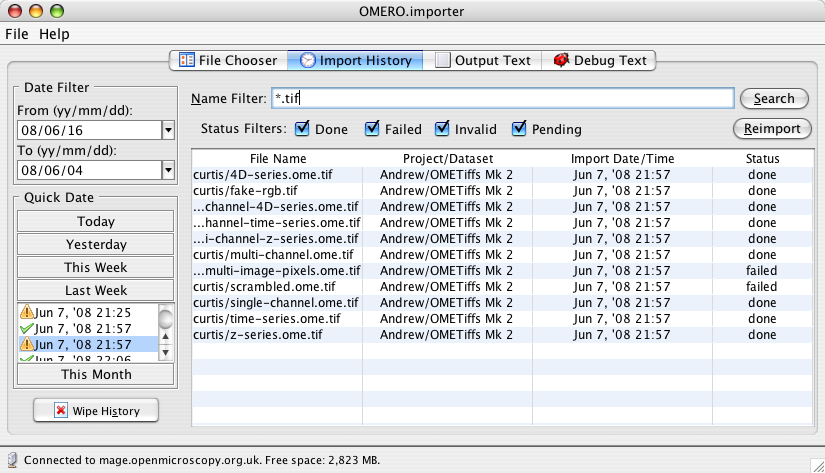 OMERO.importer
File Help
File Chooser Import History Output Text Debug Text
Date Filter
From (yy/mm/dd):
08/06/16
To (yy/mm/dd):
08/06/04
Quick Date
Today
Yesterday
This Week
Last Week
Jun 7, '08 21:25
Jun 7, '08 21:57
Jun 7, '08 21:57
Jun 7, '08 22:06
This Month
Wipe History
Name Filter: *.tif Search
Status Filters: Done Failed Invalid Pending Reimport
File Name Project/Dataset Import Date/Time Status
curtis/4D-series.ome.tif Andrew/OMETiffs Mk 2 Jun 7, '08 21:57 done
curtis/fake-rgb.tif Andrew/OMETiffs Mk 2 Jun 7, '08 21:57 done
...channel-4D-series.ome.tif Andrew/OMETiffs Mk 2 Jun 7, '08 21:57 done
...hannel-time-series.ome.tif Andrew/OMETiffs Mk 2 Jun 7, '08 21:57 done
...i-channel-z-series.ome.tif Andrew/OMETiffs Mk 2 Jun 7, '08 21:57 done
curtis/multi-channel.ome.tif Andrew/OMETiffs Mk 2 Jun 7, '08 21:57 done
...multi-image-pixels.ome.tif Andrew/OMETiffs Mk 2 Jun 7, '08 21:57 failed
curtis/scrambled.ome.tif Andrew/OMETiffs Mk 2 Jun 7, '08 21:57 failed
curtis/single-channel.ome.tif Andrew/OMETiffs Mk 2 Jun 7, '08 21:57 done
curtis/time-series.ome.tif Andrew/OMETiffs Mk 2 Jun 7, '08 21:57 done
curtis/z-series.ome.tif Andrew/OMETiffs Mk 2 Jun 7, '08 21:57 done
Connected to mage.openmicroscopy.org.uk. Free space: 2,823 MB.